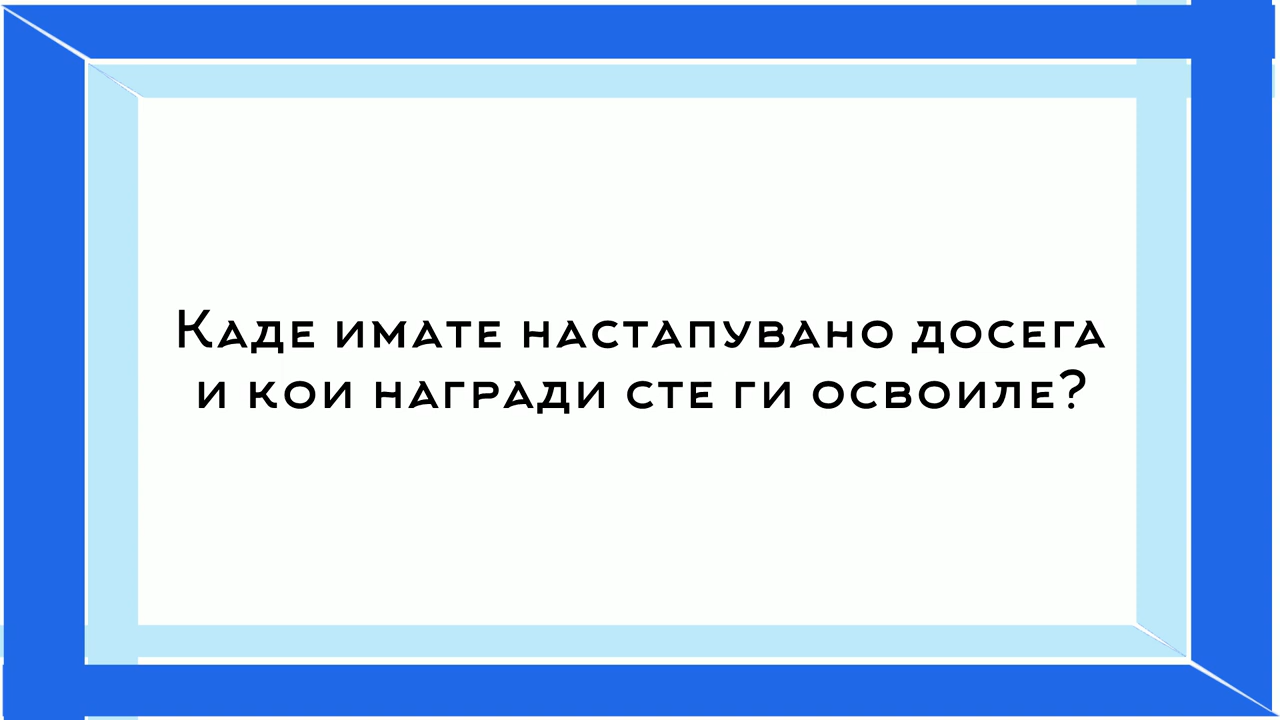 Каде имате настапувано досега
и кои награди сте ги освоиле?